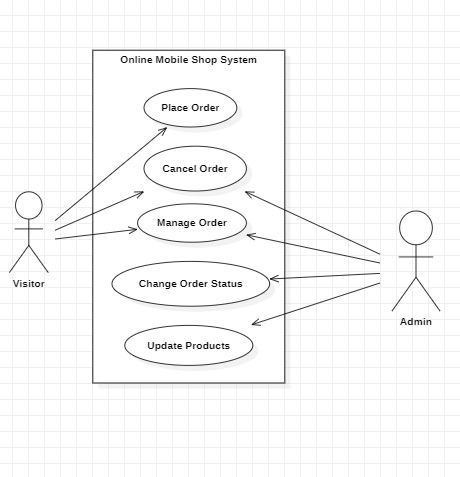 Online Mobile Shop System
Place Order
Cancel Order
Manage Order
Change Order Status
Update Products
Visitor
Admin